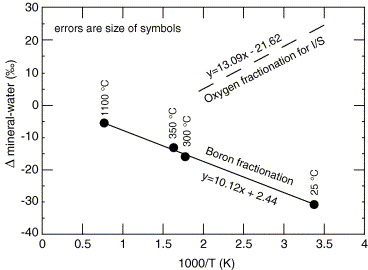 30
errors are size of symbols
20
y=13.09x - 21.62
Oxygen fractionation for I/S
10
0
1100 °C
350 °C
300 °C
25 °C
-10
Boron fractionation
y=10.12x + 2.44
-20
-30
-40
Δ mineral-water (‰)
0 0.5 1 1.5 2 2.5 3 3.5 4
1000/T (K)